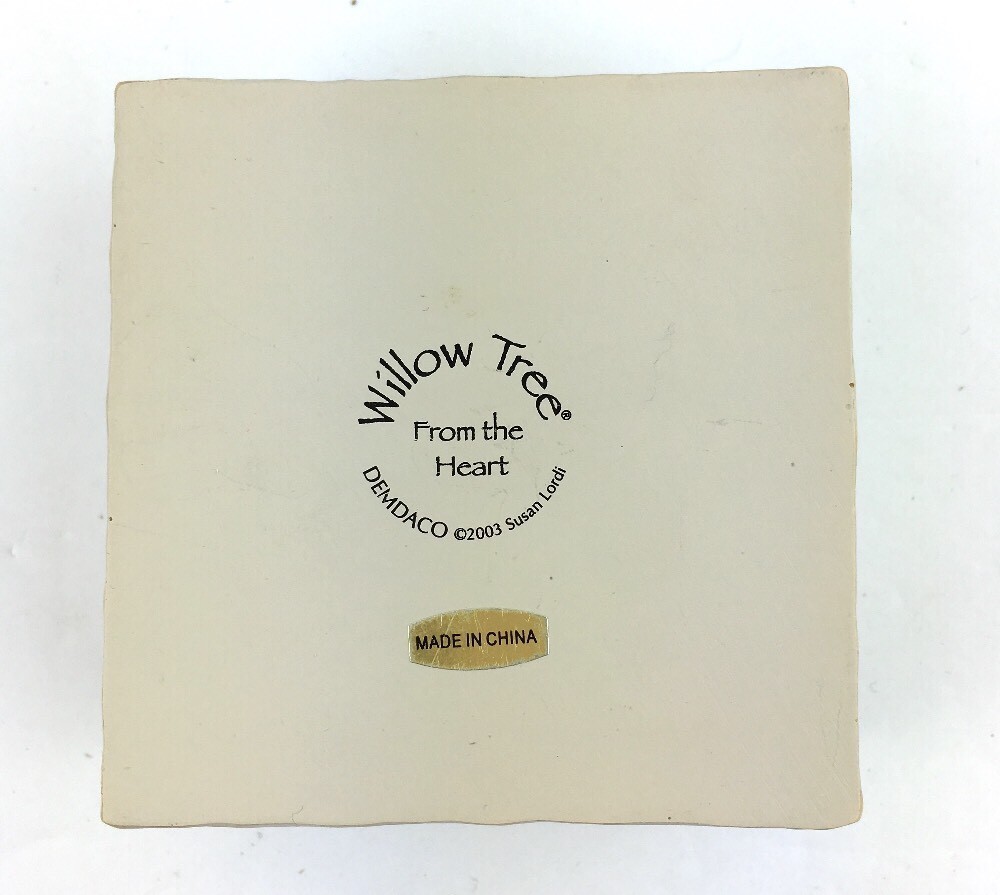 Willow Tree®
From the
Heart
DEMDACO ©2003 Susan Lordi
MADE IN CHINA